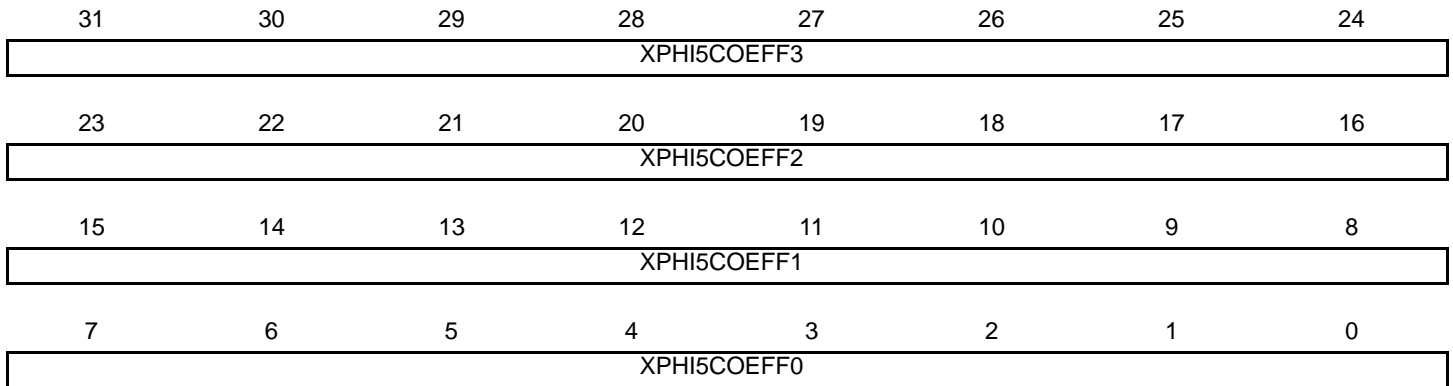 31 30 29 28 27 26 25 24
XPHI5COEFF3
23 22 21 20 19 18 17 16
XPHI5COEFF2
15 14 13 12 11 10 9 8
XPHI5COEFF1
7 6 5 4 3 2 1 0
XPHI5COEFF0